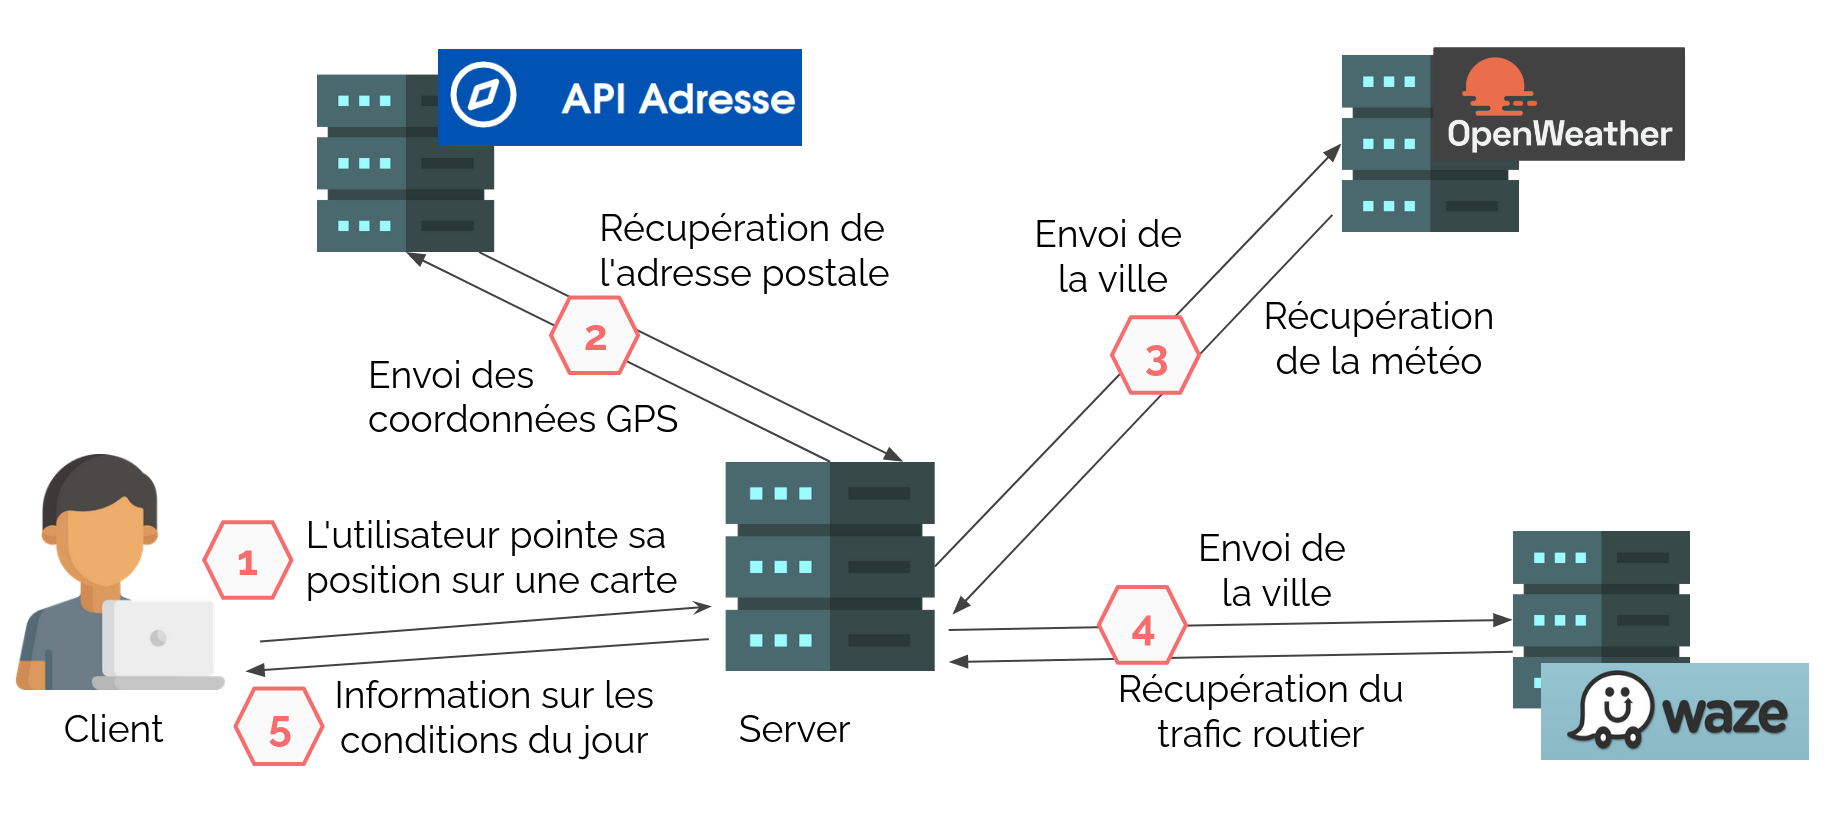 API Adresse
OpenWeather
Récupération de
l'adresse postale
Envoi de
la ville
2
Récupération
de la météo
3
Envoi des
coordonnées GPS
1
L'utilisateur pointe sa
position sur une carte
Envoi de
la ville
4
Récupération du
trafic routier
waze
5
Information sur les
conditions du jour
Client
Server